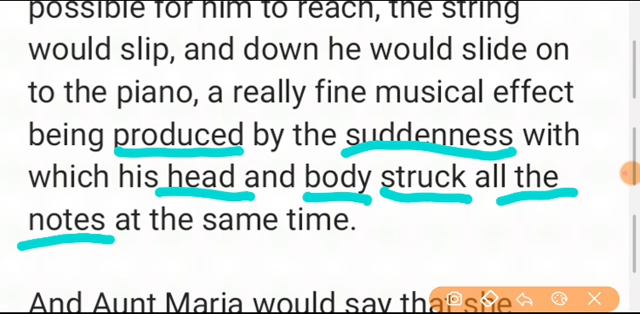 possible for him to reach, the string
would slip, and down he would slide on
to the piano, a really fine musical effect
being produced by the suddenness with
which his head and body struck all the
notes at the same time.
And Aunt Maria would say that she